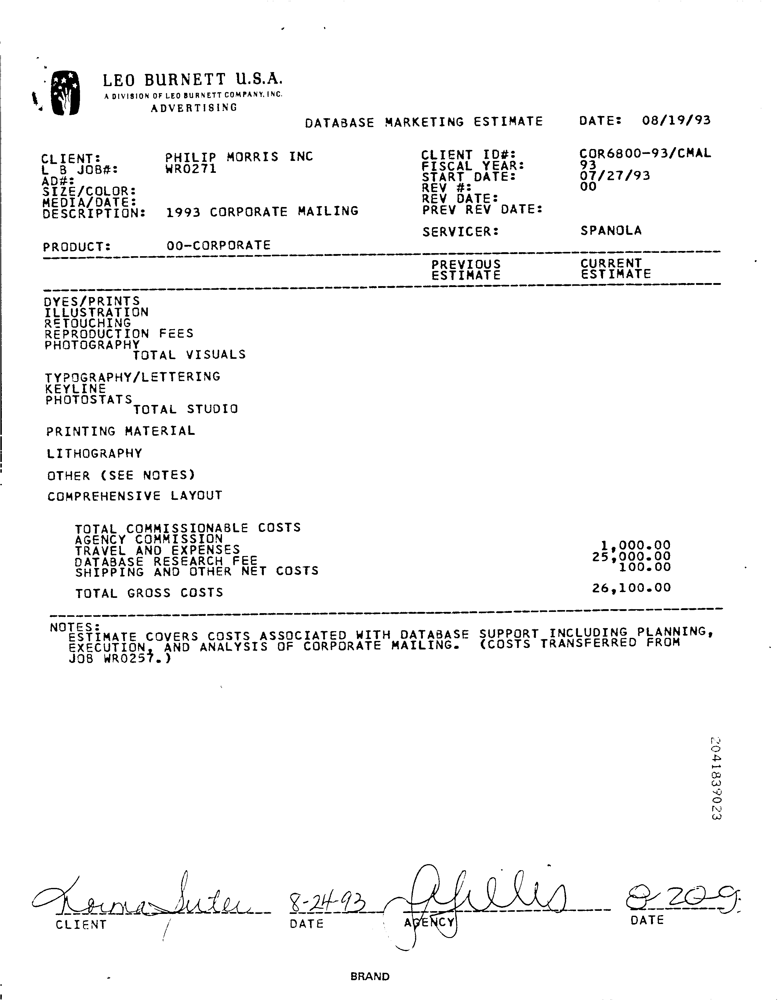 LEO BURNETT U.S.A.
A DIVISION OF LEO BURNETT COMPANY, INC.
ADVERTISING
DATABASE MARKETING ESTIMATE DATE: 08/19/93
CLIENT: PHILIP MORRIS INC CLIENT ID#: COR6800-93/CMAL
L B JOB#: WRO271 FISCAL YEAR: 93
AD#: START DATE: 07/27/93
SIZE/COLOR: REV #: 00
MEDIA/DATE: REV DATE:
DESCRIPTION: 1993 CORPORATE MAILING PREV REV DATE:
SERVICER: SPANOLA
PRODUCT: 00-CORPORATE
PREVIOUS CURRENT
ESTIMATE ESTIMATE
DYES/PRINTS
ILLUSTRATION
RETOUCHING
REPRODUCTION FEES
PHOTOGRAPHY
TOTAL VISUALS
TYPOGRAPHY/LETTERING
KEYLINE
PHOTOSTATS
TOTAL STUDIO
PRINTING MATERIAL
LITHOGRAPHY
OTHER (SEE NOTES)
COMPREHENSIVE LAYOUT
TOTAL COMMISSIONABLE COSTS
AGENCY COMMISSION
TRAVEL AND EXPENSES 1,000.00
DATABASE RESEARCH FEE 25,000.00
SHIPPING AND OTHER NET COSTS 100.00
TOTAL GROSS COSTS 26,100.00
NOTES:
ESTIMATE COVERS COSTS ASSOCIATED WITH DATABASE SUPPORT INCLUDING PLANNING,
EXECUTION, AND ANALYSIS OF CORPORATE MAILING. (COSTS TRANSFERRED FROM
JOB WRO257.)
2041839023
Norma Suter 8-24-93
CLIENT DATE AGENCY DATE
BRAND